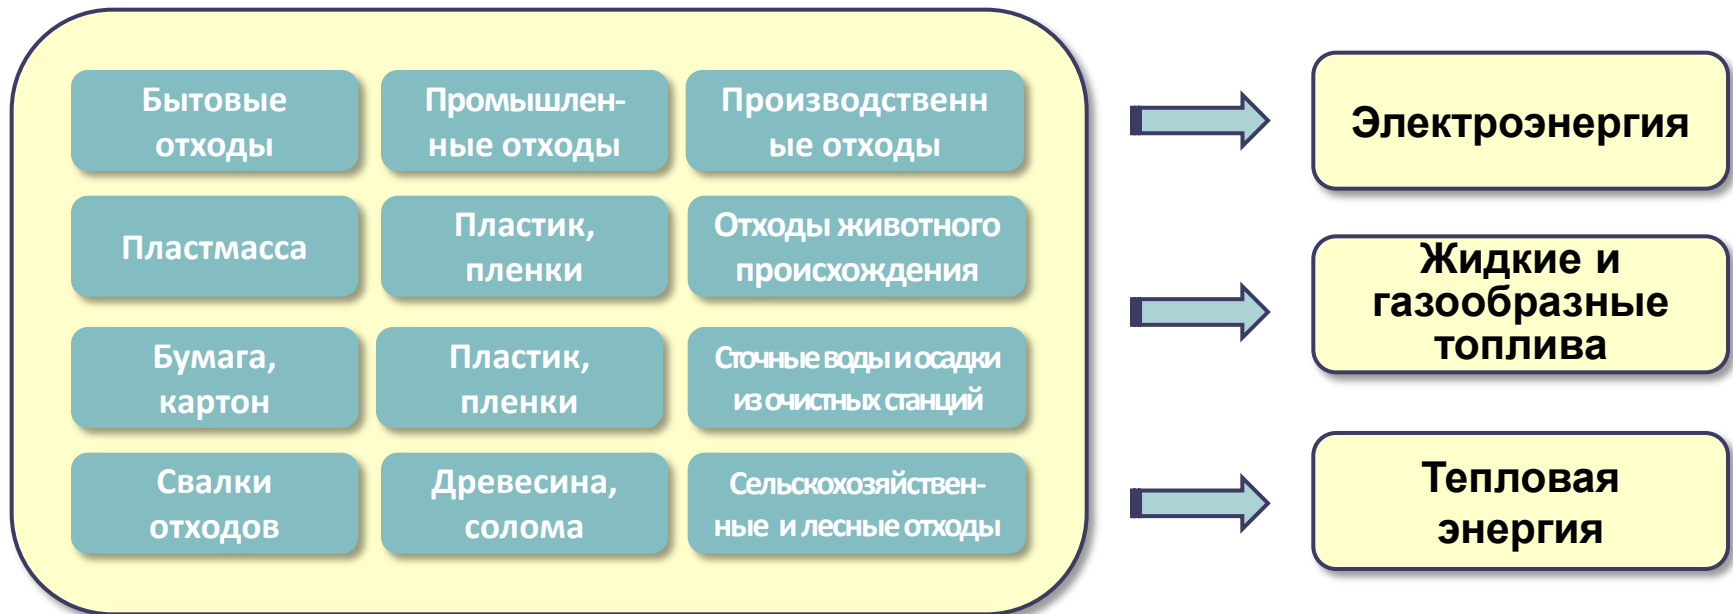 Бытовые
отходы
Промышлен-
ные отходы
Производственн
ые отходы
Электроэнергия
Пластмасса
Пластик,
пленки
Отходы животного
происхождения
Жидкие и
газообразные
топлива
Бумага,
картон
Пластик,
пленки
Сточные воды и осадки
из очистных станций
Свалки
отходов
Древесина,
солома
Сельскохозяйствен-
ные и лесные отходы
Тепловая
энергия